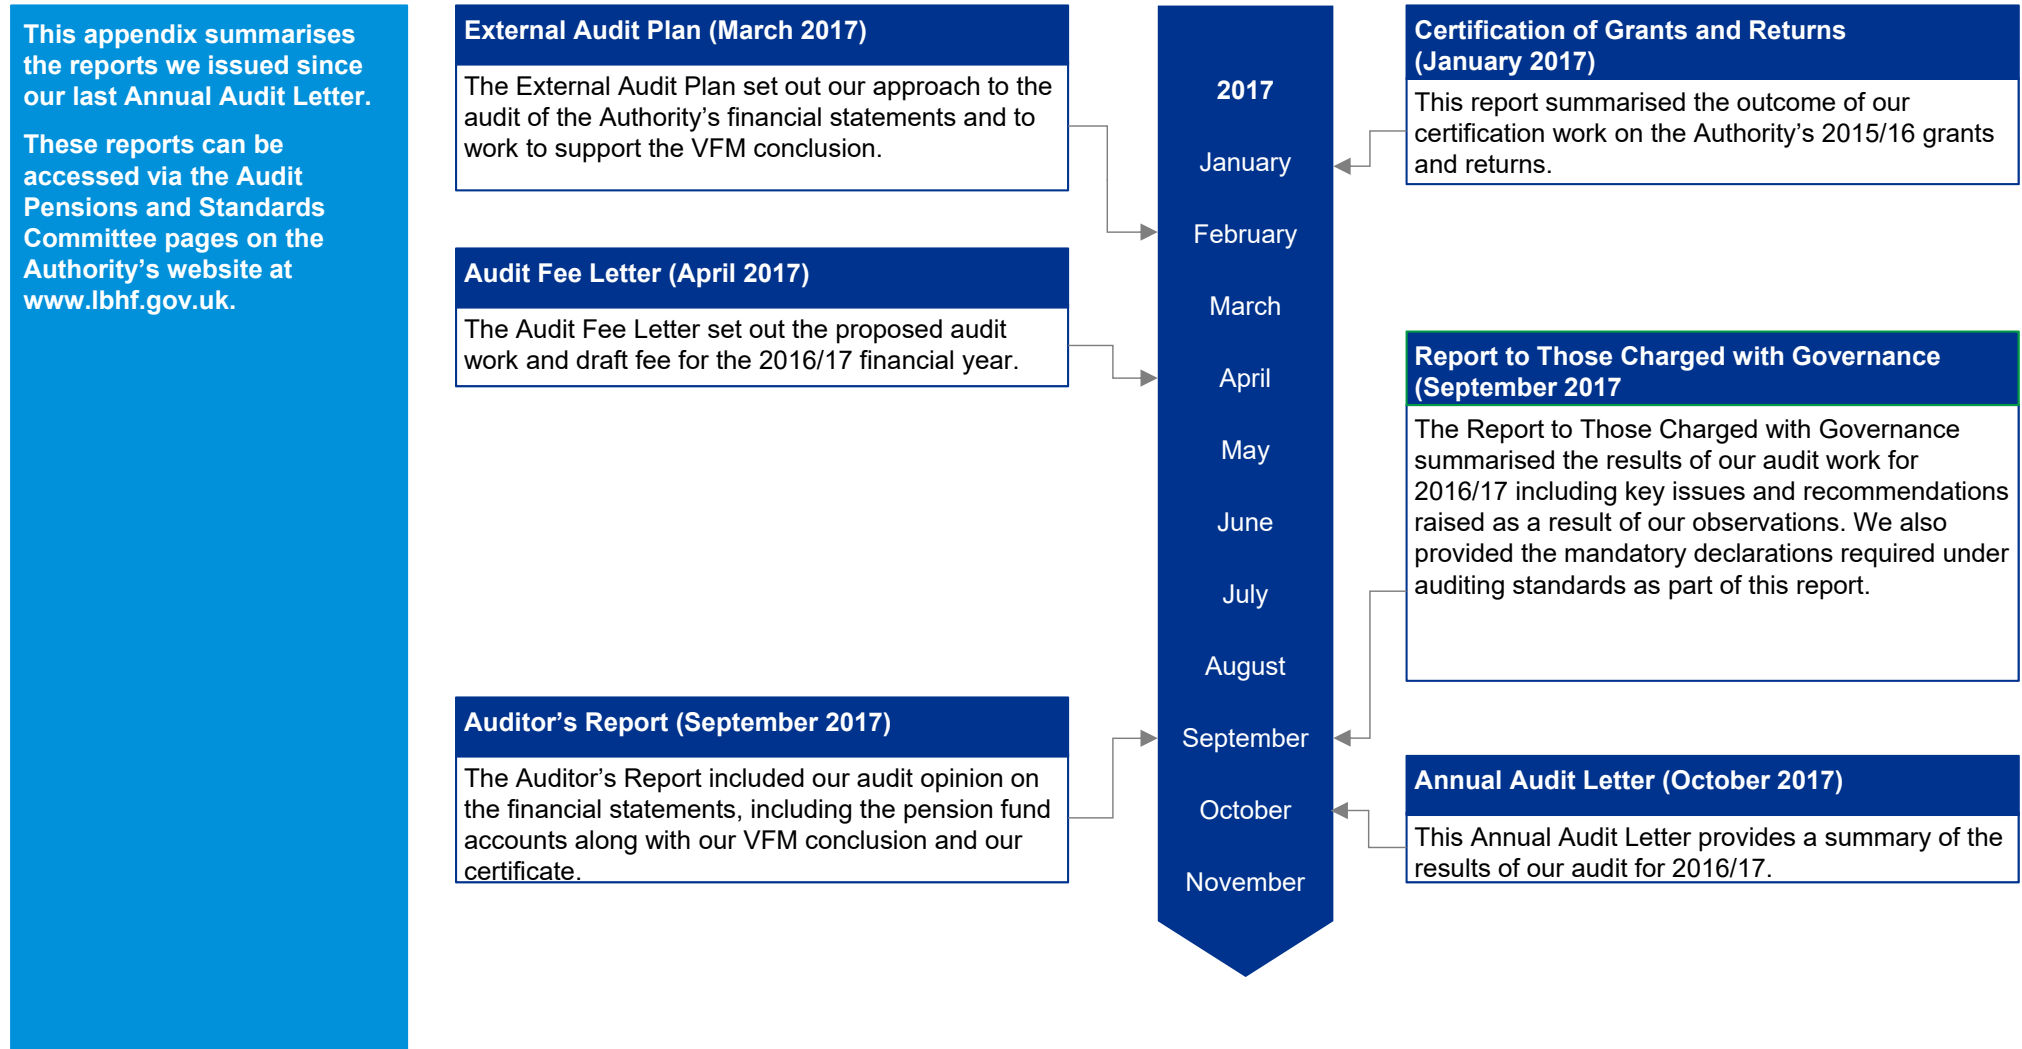 This appendix summarises
the reports we issued since
our last Annual Audit Letter.
These reports can be
accessed via the Audit
Pensions and Standards
Committee pages on the
Authority’s website at
www.lbhf.gov.uk.
External Audit Plan (March 2017)
The External Audit Plan set out our approach to the
audit of the Authority’s financial statements and to
work to support the VFM conclusion.
Audit Fee Letter (April 2017)
The Audit Fee Letter set out the proposed audit
work and draft fee for the 2016/17 financial year.
Auditor’s Report (September 2017)
The Auditor’s Report included our audit opinion on
the financial statements, including the pension fund
accounts along with our VFM conclusion and our
certificate.
2017
January
February
March
April
May
June
July
August
September
October
November
Certification of Grants and Returns
(January 2017)
This report summarised the outcome of our
certification work on the Authority’s 2015/16 grants
and returns.
Report to Those Charged with Governance
(September 2017
The Report to Those Charged with Governance
summarised the results of our audit work for
2016/17 including key issues and recommendations
raised as a result of our observations. We also
provided the mandatory declarations required under
auditing standards as part of this report.
Annual Audit Letter (October 2017)
This Annual Audit Letter provides a summary of the
results of our audit for 2016/17.